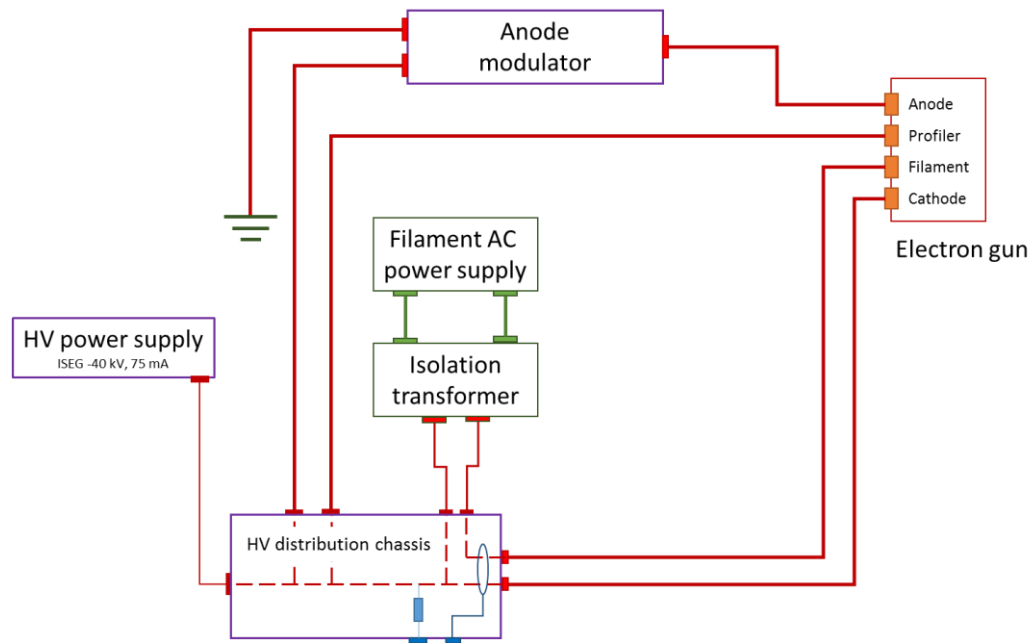 Anode
modulator
Anode
Profiler
Filament
Cathode
Electron gun
Filament AC
power supply
HV power supply
ISEG -40 kV, 75 mA
Isolation
transformer
HV distribution chassis